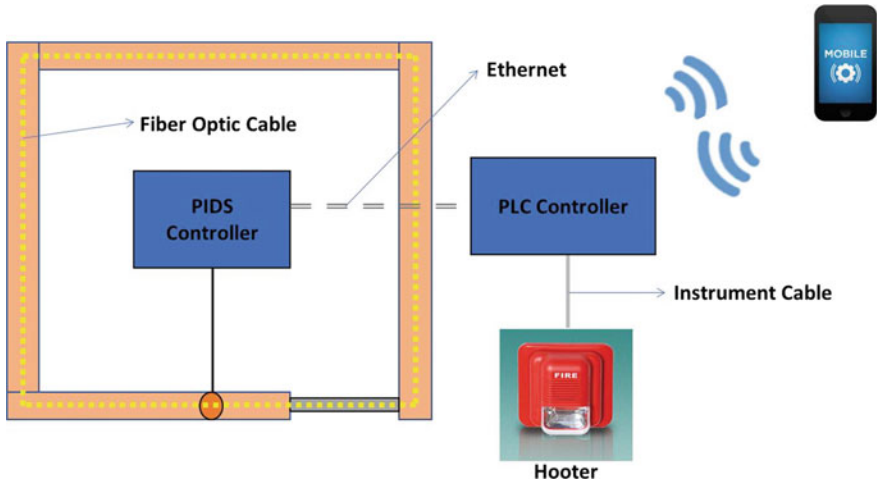 MOBILE
Ethernet
Fiber Optic Cable
PIDS
Controller
PLC Controller
Instrument Cable
FIRE
Hooter